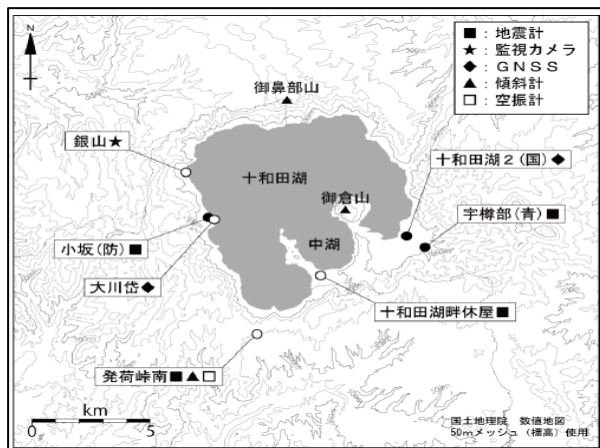 ■：地震計
★：監視カメラ
◆：ＧＮＳＳ
▲：傾斜計
○：空振計
御鼻部山
銀山★
十和田湖
十和田湖２(国)◆
御倉山
宇樽部(青)■
小坂(防)■
中湖
大川岱◆
十和田湖畔休屋■
発荷峠南■▲□
km
0
5
国土地理院　数値地図
50mメッシュ（標高）使用